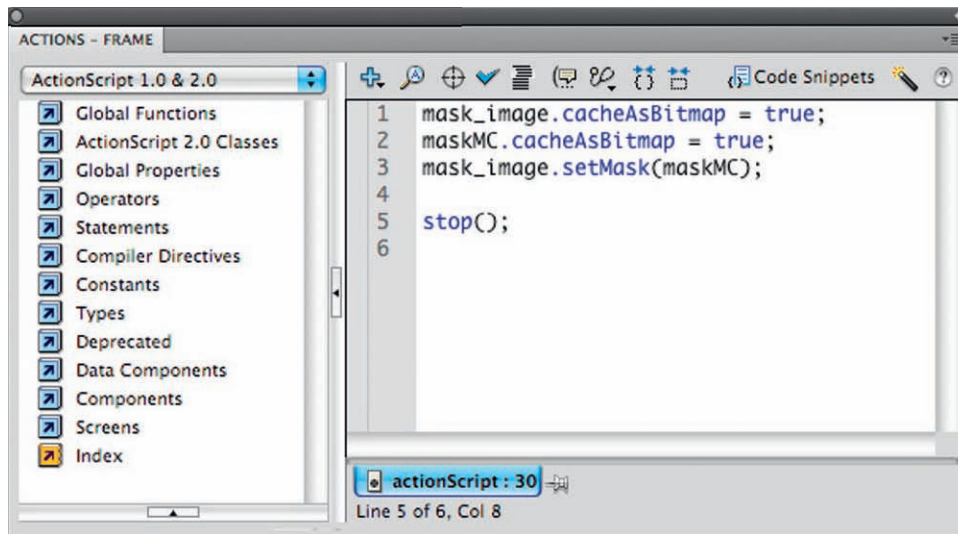 ACTIONS – FRAME
ActionScript 1.0 & 2.0
Global Functions
ActionScript 2.0 Classes
Global Properties
Operators
Statements
Compiler Directives
Constants
Types
Deprecated
Data Components
Components
Screens
Index
Code Snippets
1 mask_image.cacheAsBitmap = true;
2 maskMC.cacheAsBitmap = true;
3 mask_image.setMask(maskMC);
4
5 stop();
6
actionScript : 30
Line 5 of 6, Col 8